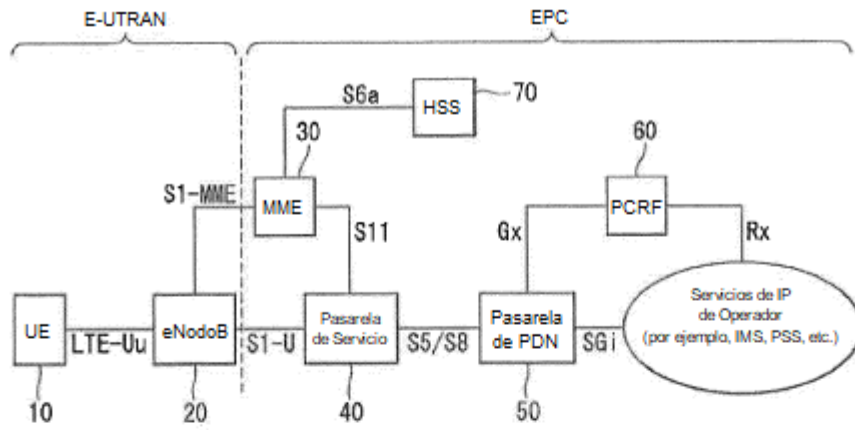 E-UTRAN
EPC
S6a
HSS
70
30
60
S1-MME
MME
PCRF
S11
Gx
Rx
UE
LTE-Uu
eNodoB
S1-U
Pasarela
de Servicio
S5/S8
Pasarela
de PDN
SGi
Servicios de IP
de Operador
(por ejemplo, IMS, PSS, etc.)
10
20
40
50